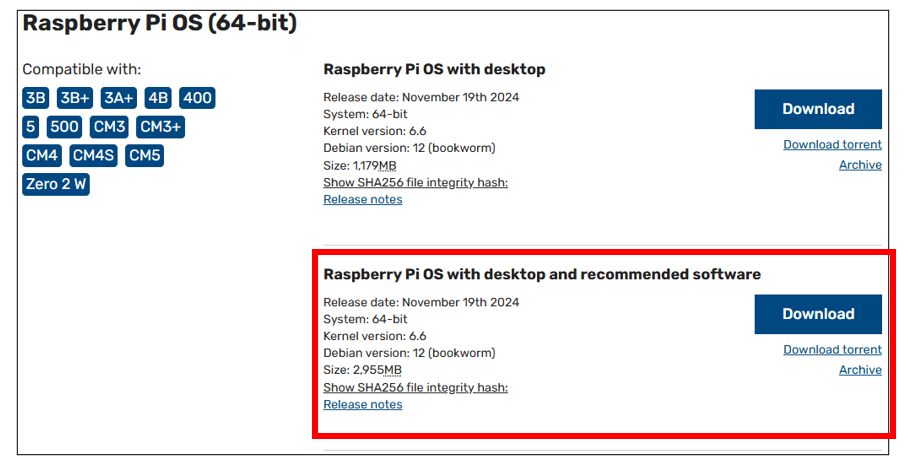 Raspberry Pi OS (64-bit)
Compatible with:
3B 3B+ 3A+ 4B 400
5 500 CM3 CM3+
CM4 CM4S CM5
Zero 2 W
Raspberry Pi OS with desktop
Release date: November 19th 2024
System: 64-bit
Kernel version: 6.6
Debian version: 12 (bookworm)
Size: 1,179MB
Show SHA256 file integrity hash:
Release notes
Download
Download torrent
Archive
Raspberry Pi OS with desktop and recommended software
Release date: November 19th 2024
System: 64-bit
Kernel version: 6.6
Debian version: 12 (bookworm)
Size: 2,955MB
Show SHA256 file integrity hash:
Release notes
Download
Download torrent
Archive